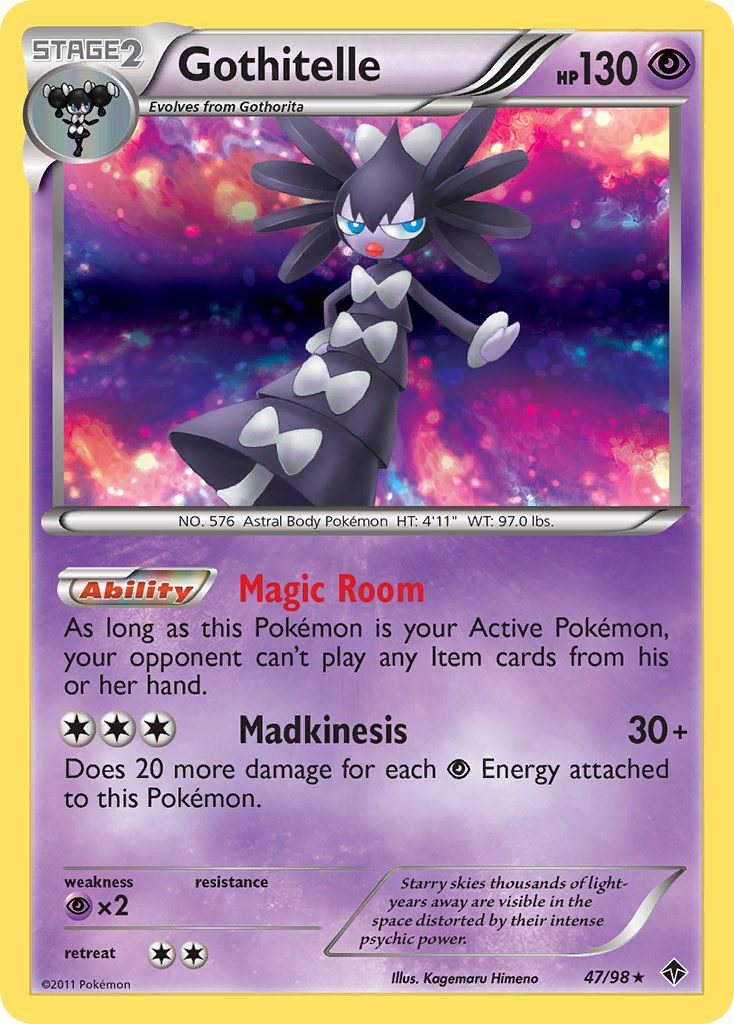 STAGE2
Gothitelle
HP130
Evolves from Gothorita
NO. 576 Astral Body Pokémon HT: 4'11" WT: 97.0 lbs.
Ability Magic Room
As long as this Pokémon is your Active Pokémon,
your opponent can't play any Item cards from his
or her hand.
Madkinesis 30+
Does 20 more damage for each Energy attached
to this Pokémon.
weakness resistance
×2
retreat
Starry skies thousands of light-
years away are visible in the
space distorted by their intense
psychic power.
©2011 Pokémon
Illus. Kagemaru Himeno
47/98★